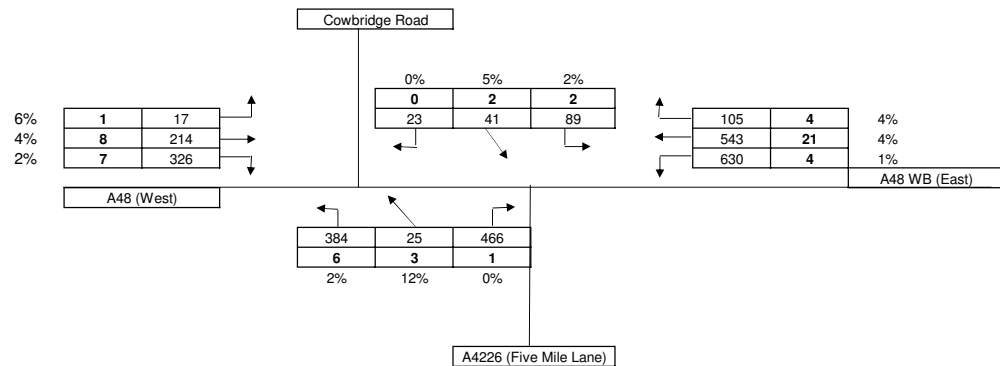 Cowbridge Road
0% 5% 2%
0 2 2
23 41 89
6% 1 17
4% 8 214
2% 7 326
105 4 4%
543 21 4%
630 4 1%
A48 WB (East)
A48 (West)
384 25 466
6 3 1
2% 12% 0%
A4226 (Five Mile Lane)